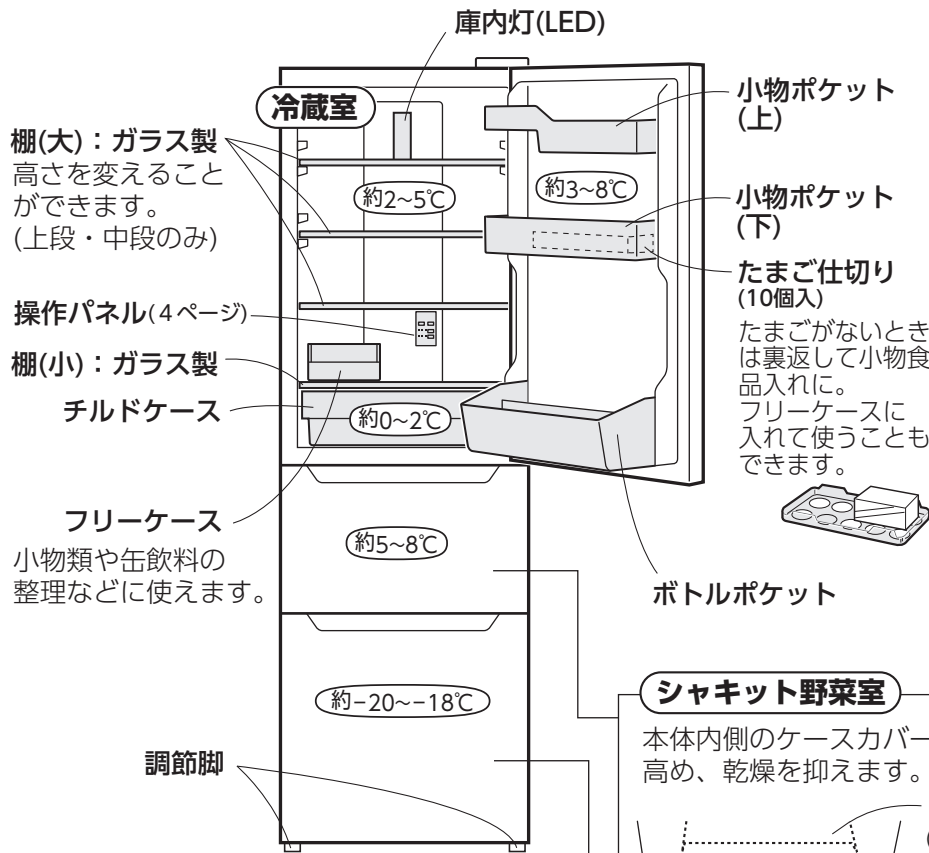 庫内灯(LED)
冷蔵室
棚(大)：ガラス製
高さを変えること
ができます。
(上段・中段のみ)
約2~5℃
約3~8℃
小物ポケット
(上)
小物ポケット
(下)
たまご仕切り
(10個入)
たまごがないとき
は裏返して小物食
品入れに。
フリーケースに
入れて使うことも
できます。
操作パネル(4ページ)
棚(小)：ガラス製
チルドケース
約0~2℃
フリーケース
小物類や缶飲料の
整理などに使えます。
約5~8℃
ボトルポケット
約-20~-18℃
調節脚
シャキット野菜室
本体内側のケースカバー
高め、乾燥を抑えます。